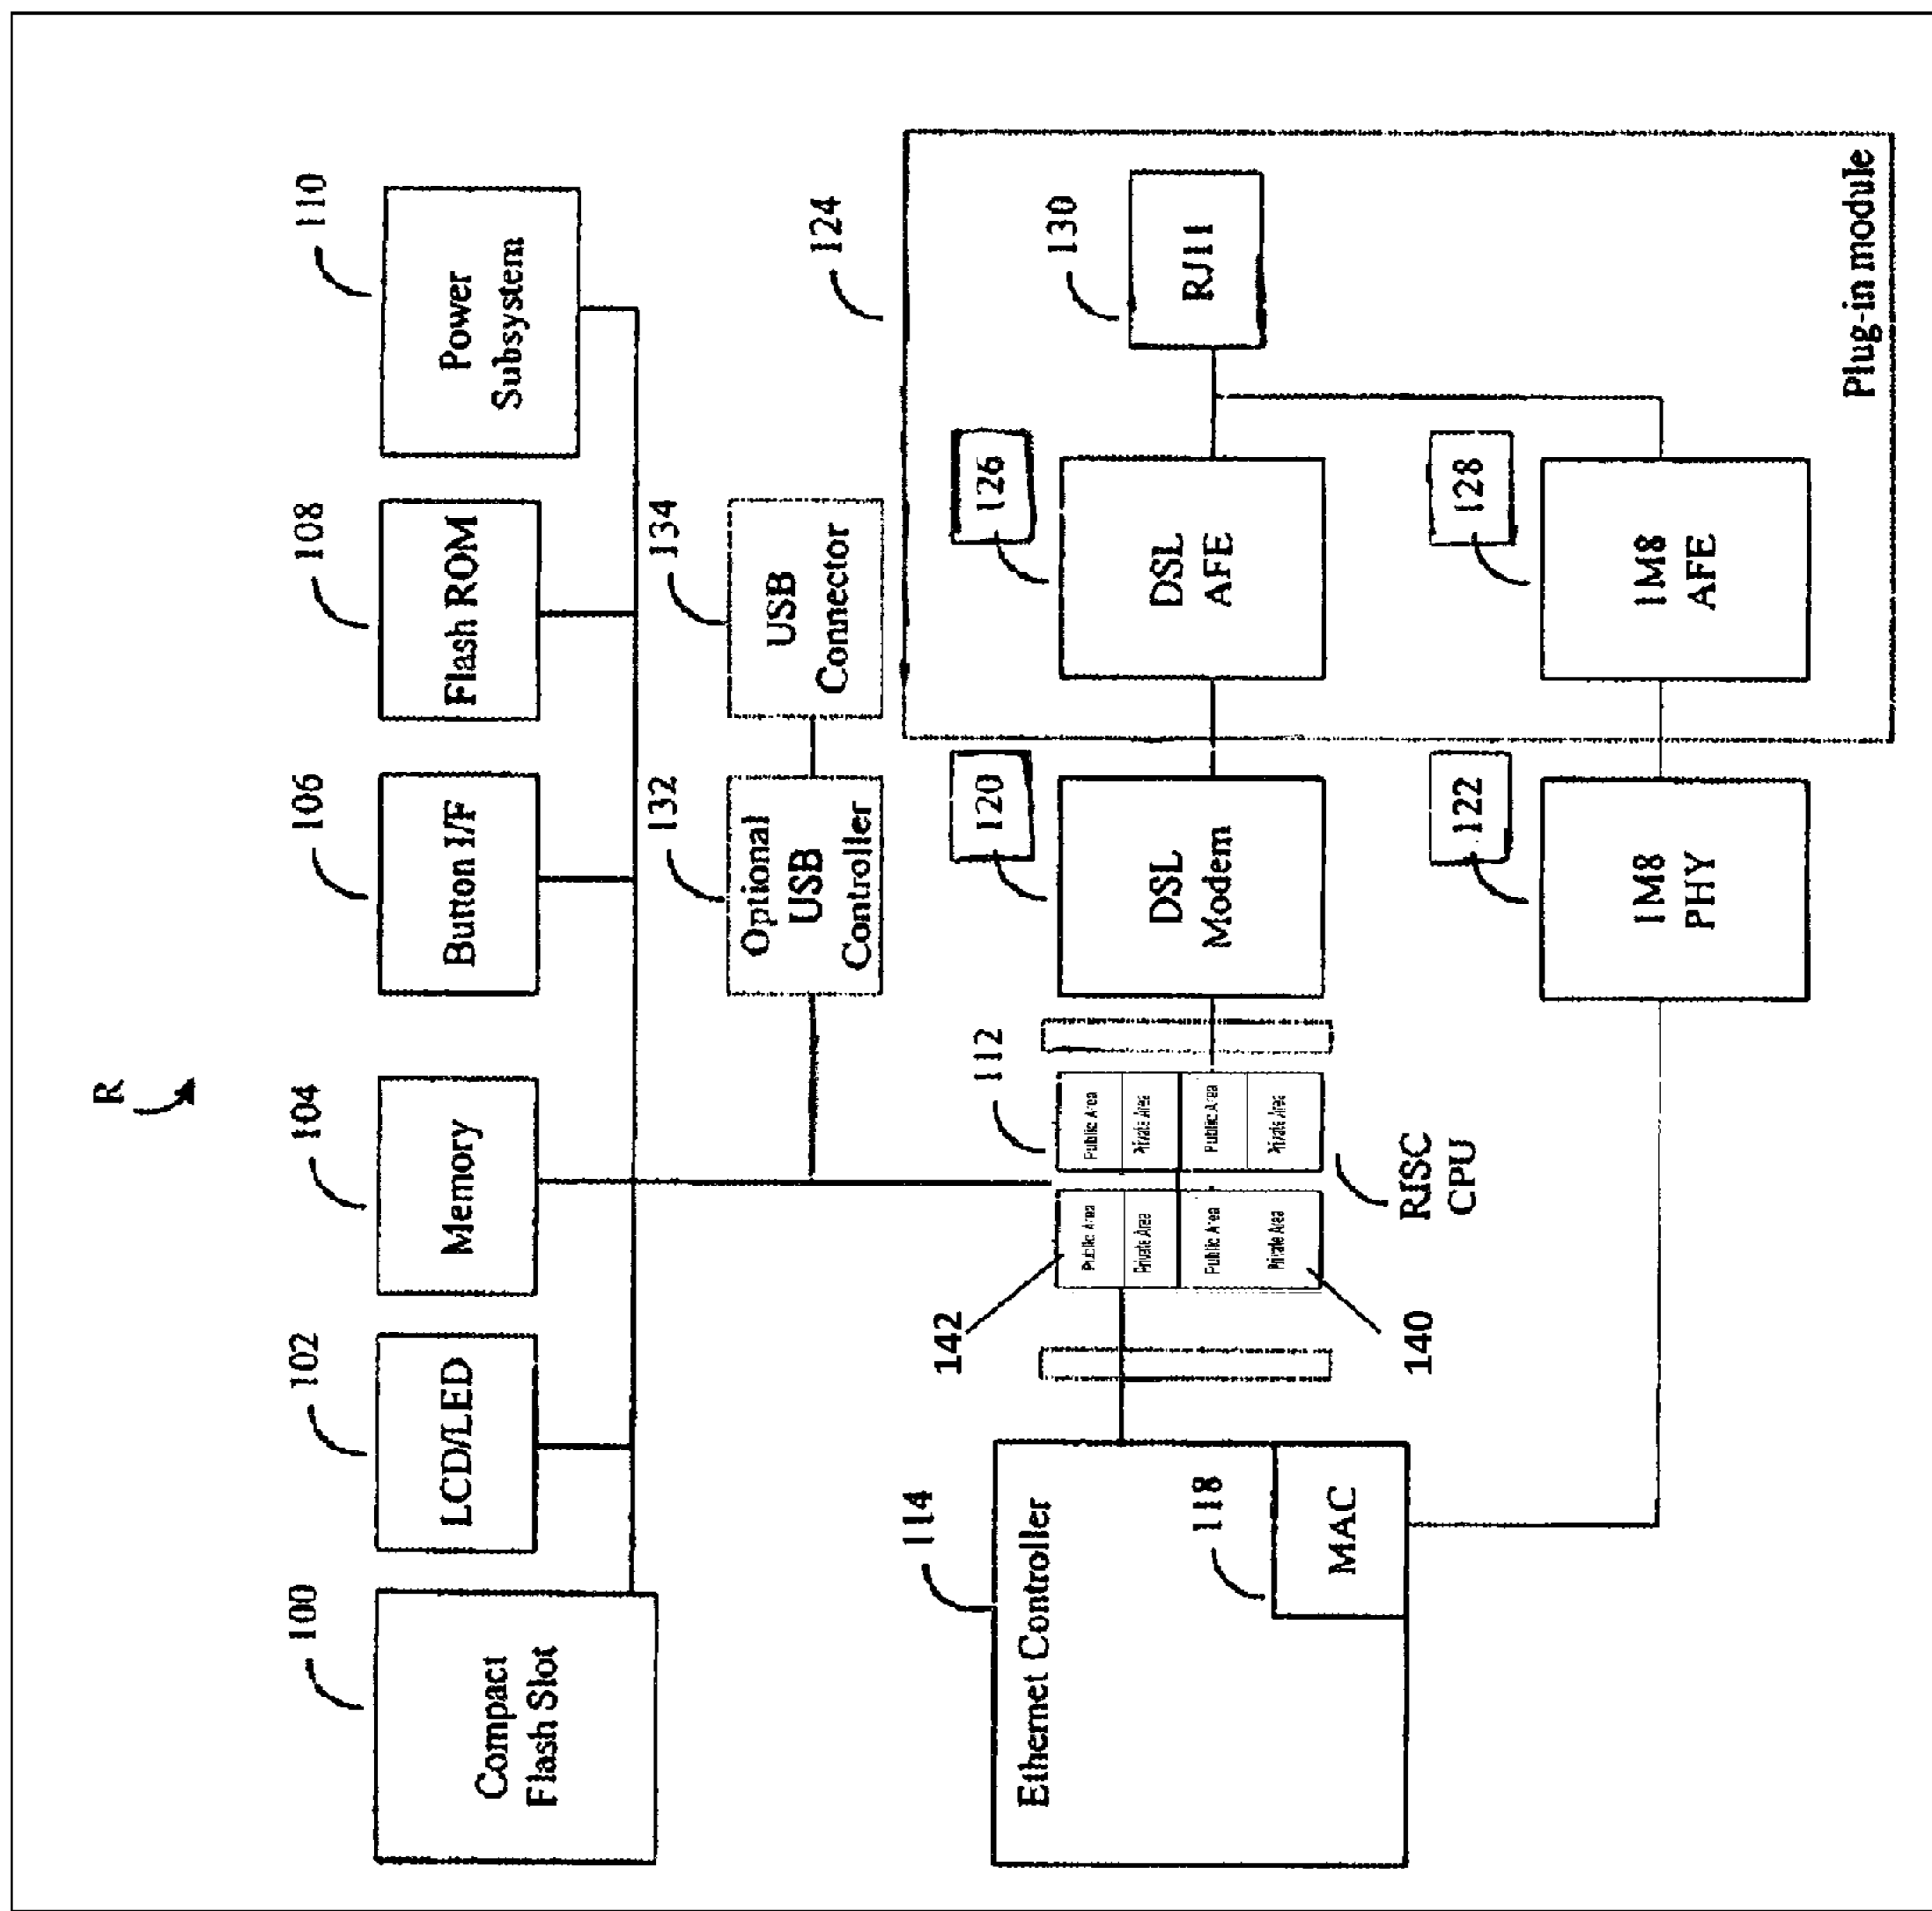 R
100
102
104
106
108
110
Compact
Flash Slot
LCD/LED
Memory
Button I/F
Flash ROM
Power
Subsystem
132
134
Optional
USB
Controller
USB
Connector
124
114
142
112
120
126
130
Ethernet Controller
Public Area
Private Area
Public Area
Private Area
Public Area
Private Area
Public Area
Private Area
DSL
Modem
DSL
AFE
RJ11
118
MAC
140
RISC
CPU
122
128
1M8
PHY
1M8
AFE
Plug-in module